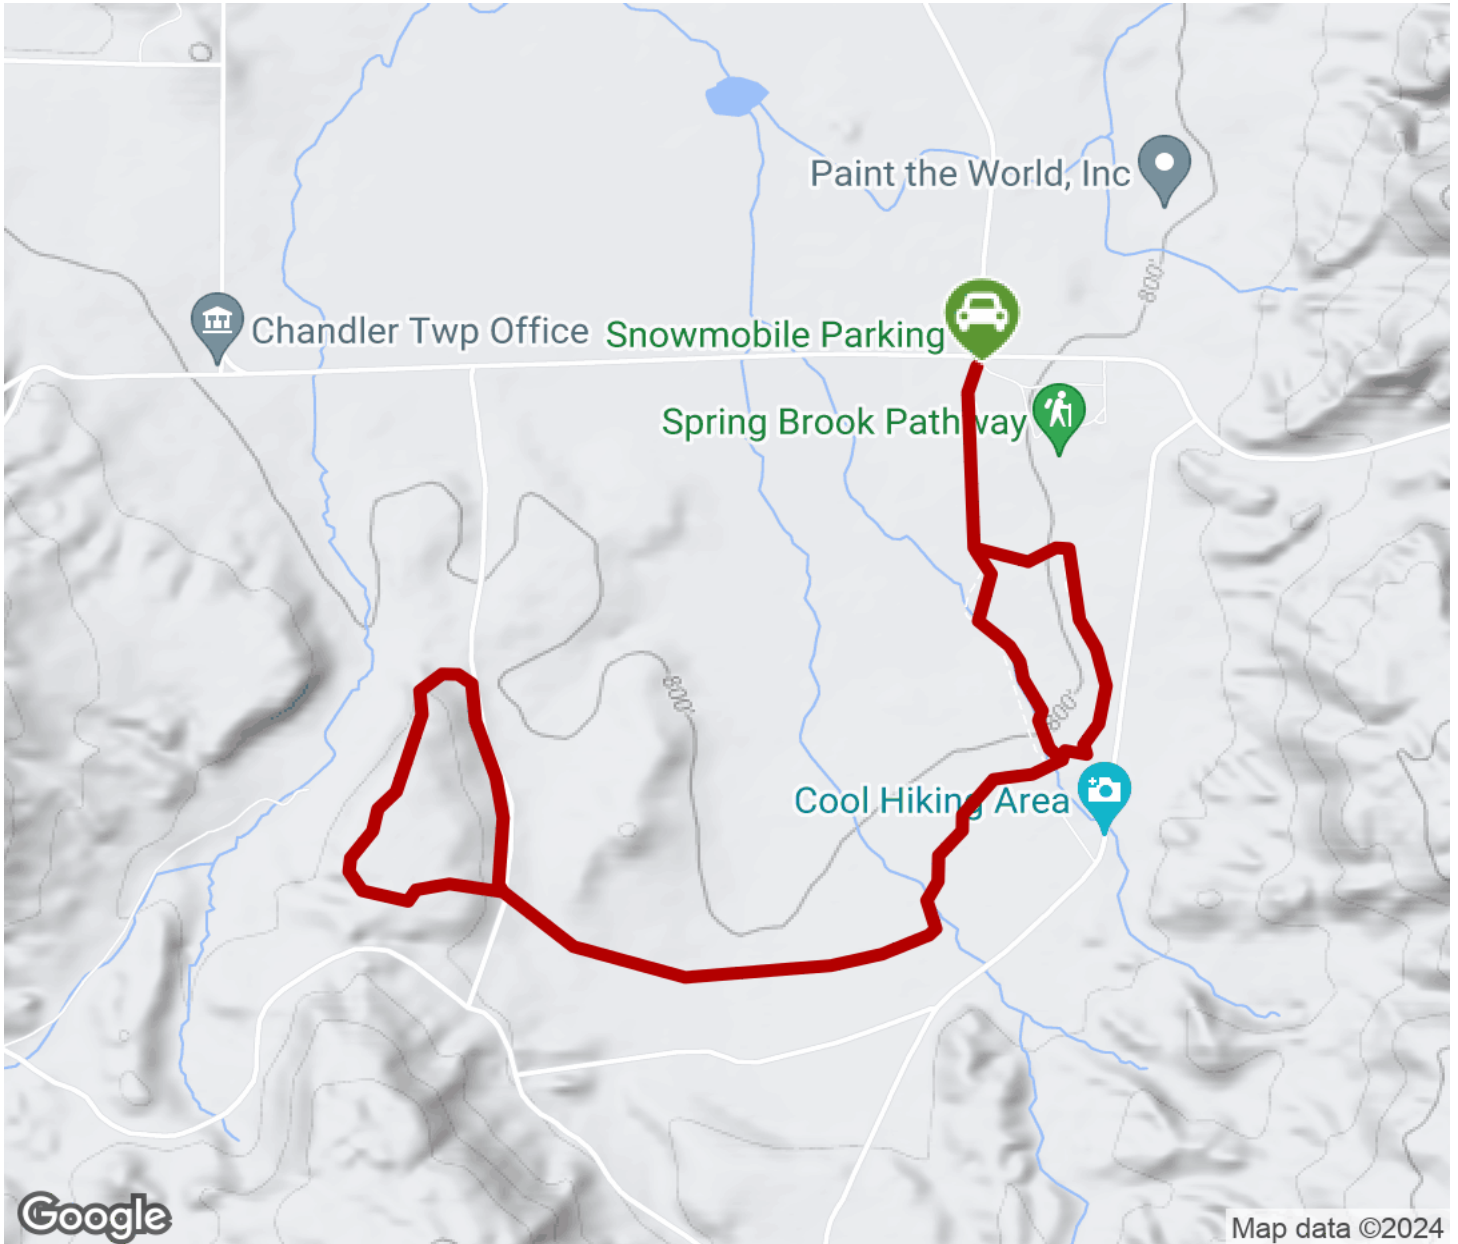 Paint the World, Inc
800'
Chandler Twp Office
Snowmobile Parking
Spring Brook Pathway
800'
800'
Cool Hiking Area
Google
Map data ©2024